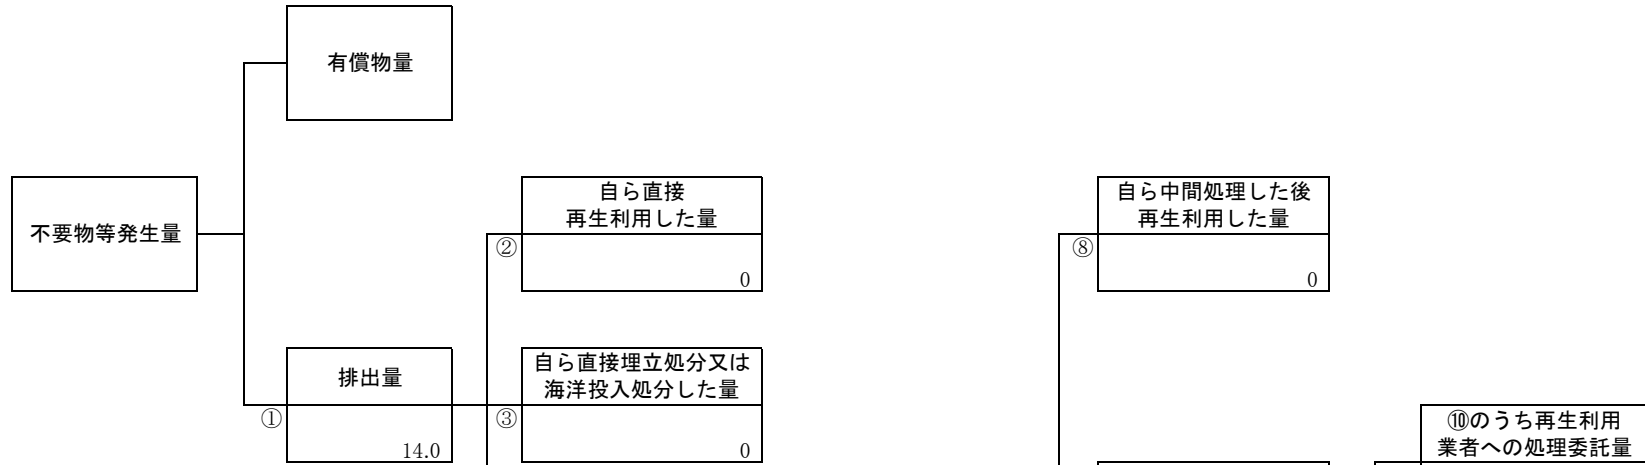 有償物量
不要物等発生量
自ら直接
再生利用した量
②
0
自ら中間処理した後
再生利用した量
⑧
0
排出量
①
14.0
自ら直接埋立処分又は
海洋投入処分した量
③
0
⑩のうち再生利用
業者への処理委託量